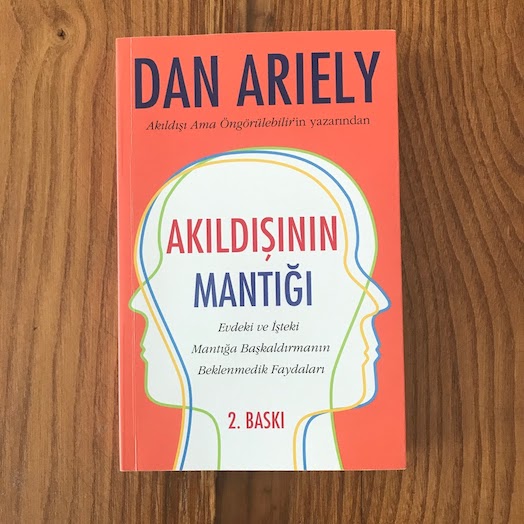 DAN ARIELY
Akıldışı Ama Öngörülebilir'in yazarından
AKILDIŞININ
MANTIĞI
Evdeki ve İşteki
Mantığa Başkaldırmanın
Beklenmedik Faydaları
2. BASKI